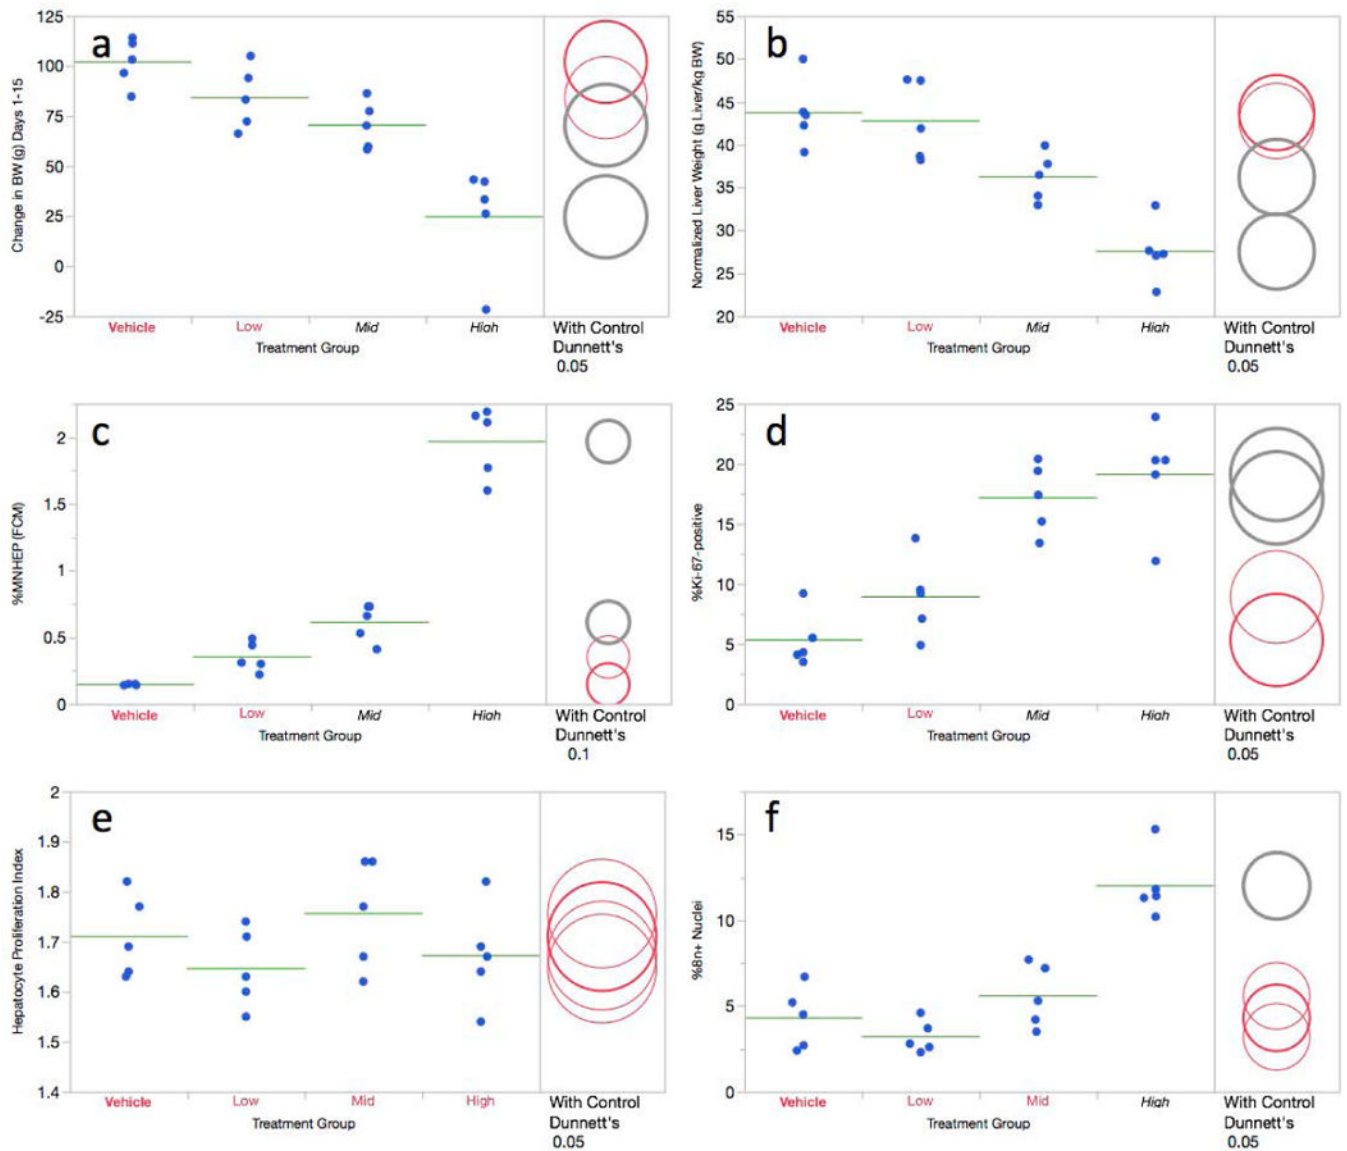 a
125
100
75
50
25
0
-25
Change in BW (g) Days 1-15
Vehicle Low Mid Hiah
Treatment Group
With Control
Dunnett's
0.05
b
55
50
45
40
35
30
25
20
Normalized Liver Weight (g Liver/kg BW)
Vehicle Low Mid Hiah
Treatment Group
With Control
Dunnett's
0.05
c
2
1.5
1
0.5
0
%MNHEP (FCM)
Vehicle Low Mid Hiah
Treatment Group
With Control
Dunnett's
0.1
d
25
20
15
10
5
0
%Ki-67-positive
Vehicle Low Mid Hiah
Treatment Group
With Control
Dunnett's
0.05
e
2
1.9
1.8
1.7
1.6
1.5
1.4
Hepatocyte Proliferation Index
Vehicle Low Mid High
Treatment Group
With Control
Dunnett's
0.05
f
15
10
5
0
%8n+ Nuclei
Vehicle Low Mid High
Treatment Group
With Control
Dunnett's
0.05